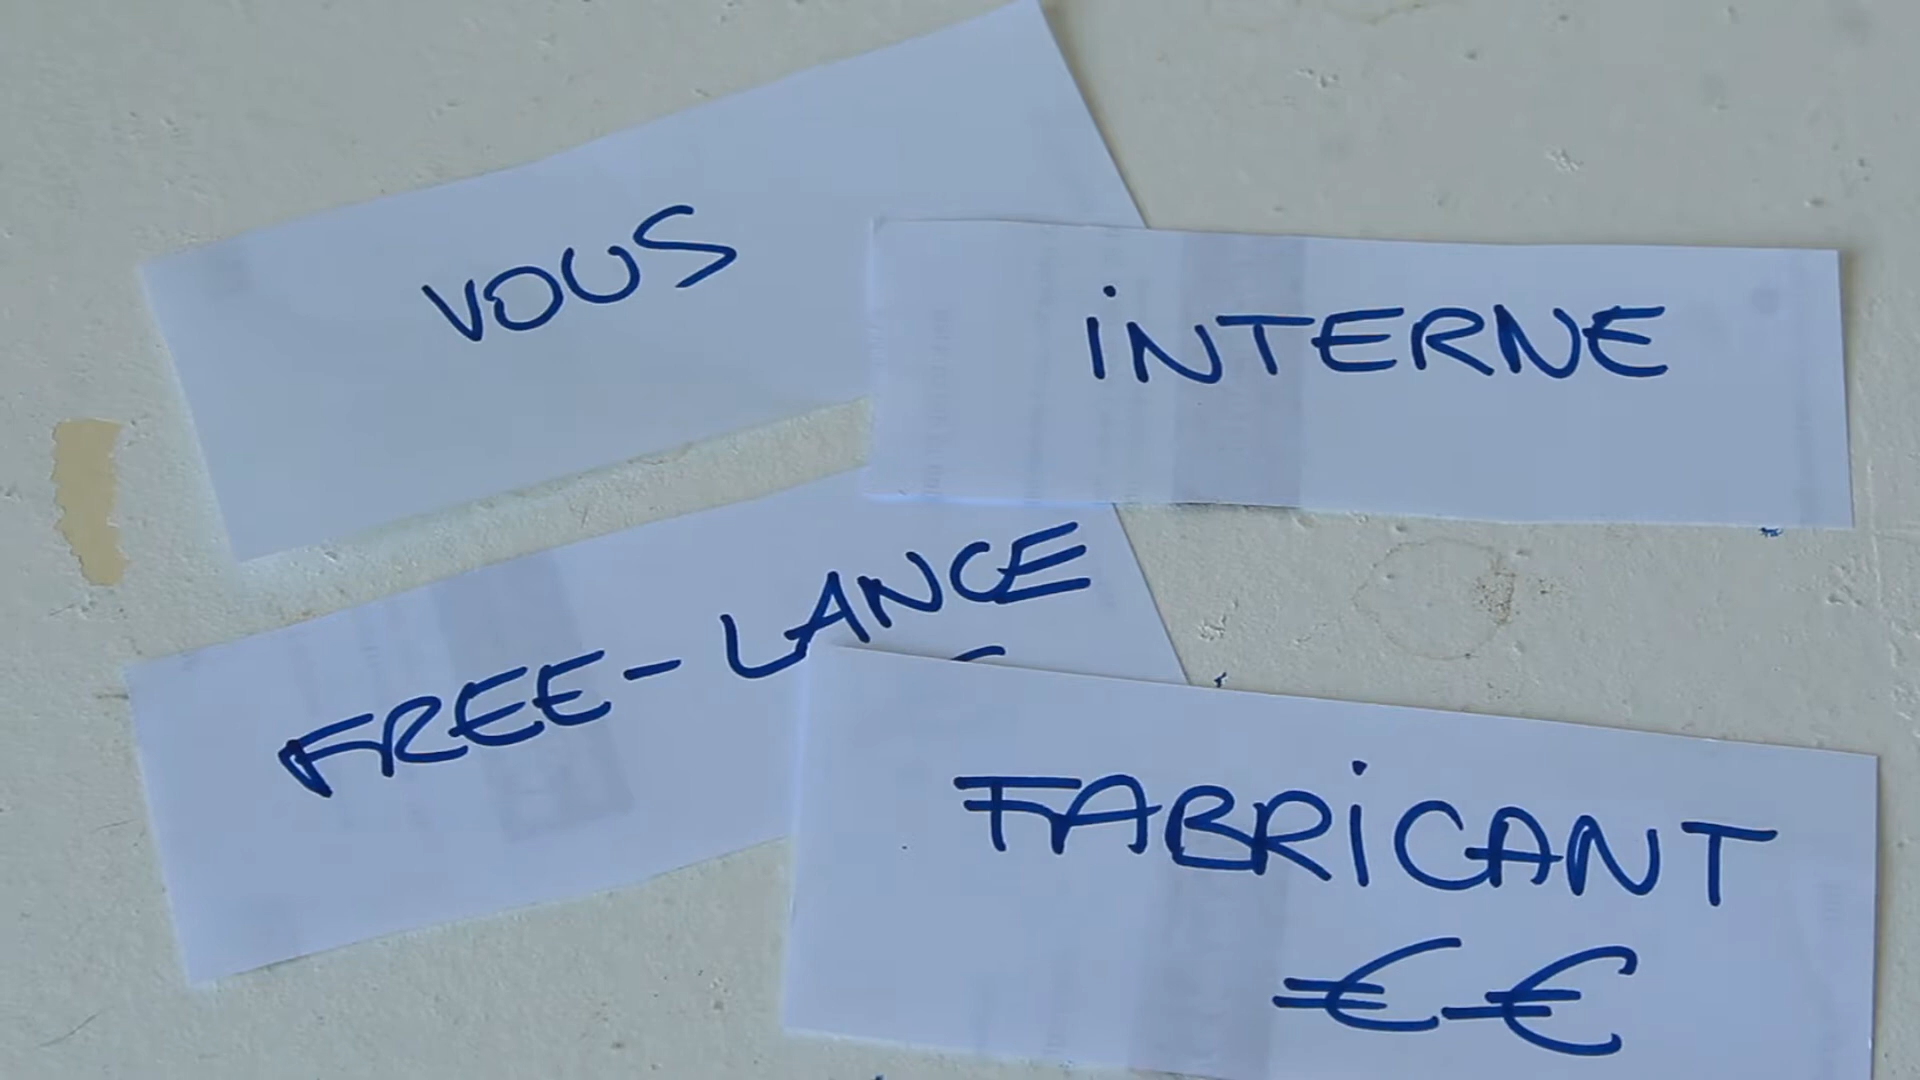 VOUS
iNTERNE
FREE-LANCE
FABRiCANT
€€